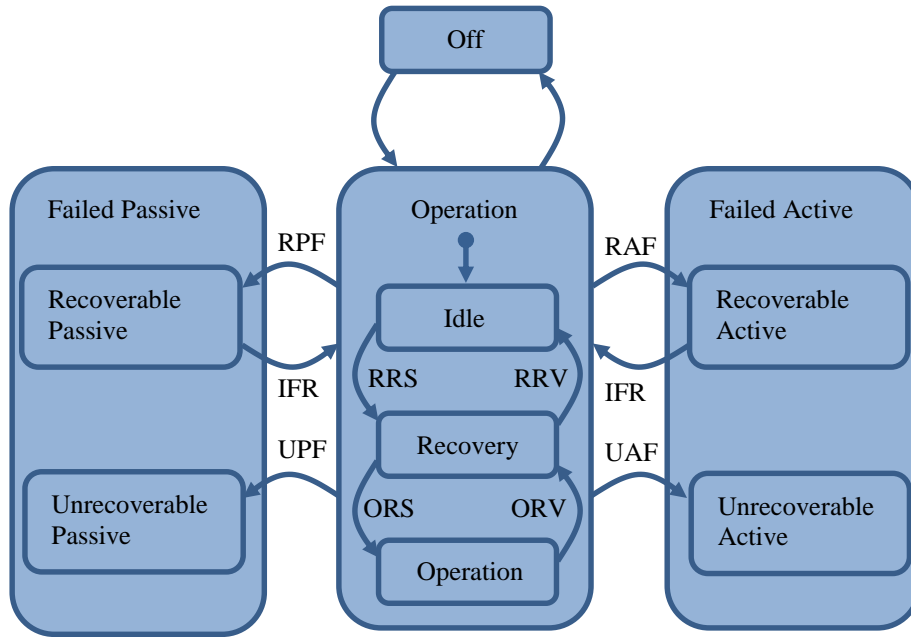 Off
Failed Passive
Operation
Failed Active
RPF
RAF
Recoverable
Passive
Idle
Recoverable
Active
IFR
RRS
RRV
IFR
UPF
Recovery
UAF
Unrecoverable
Passive
ORS
ORV
Unrecoverable
Active
Operation